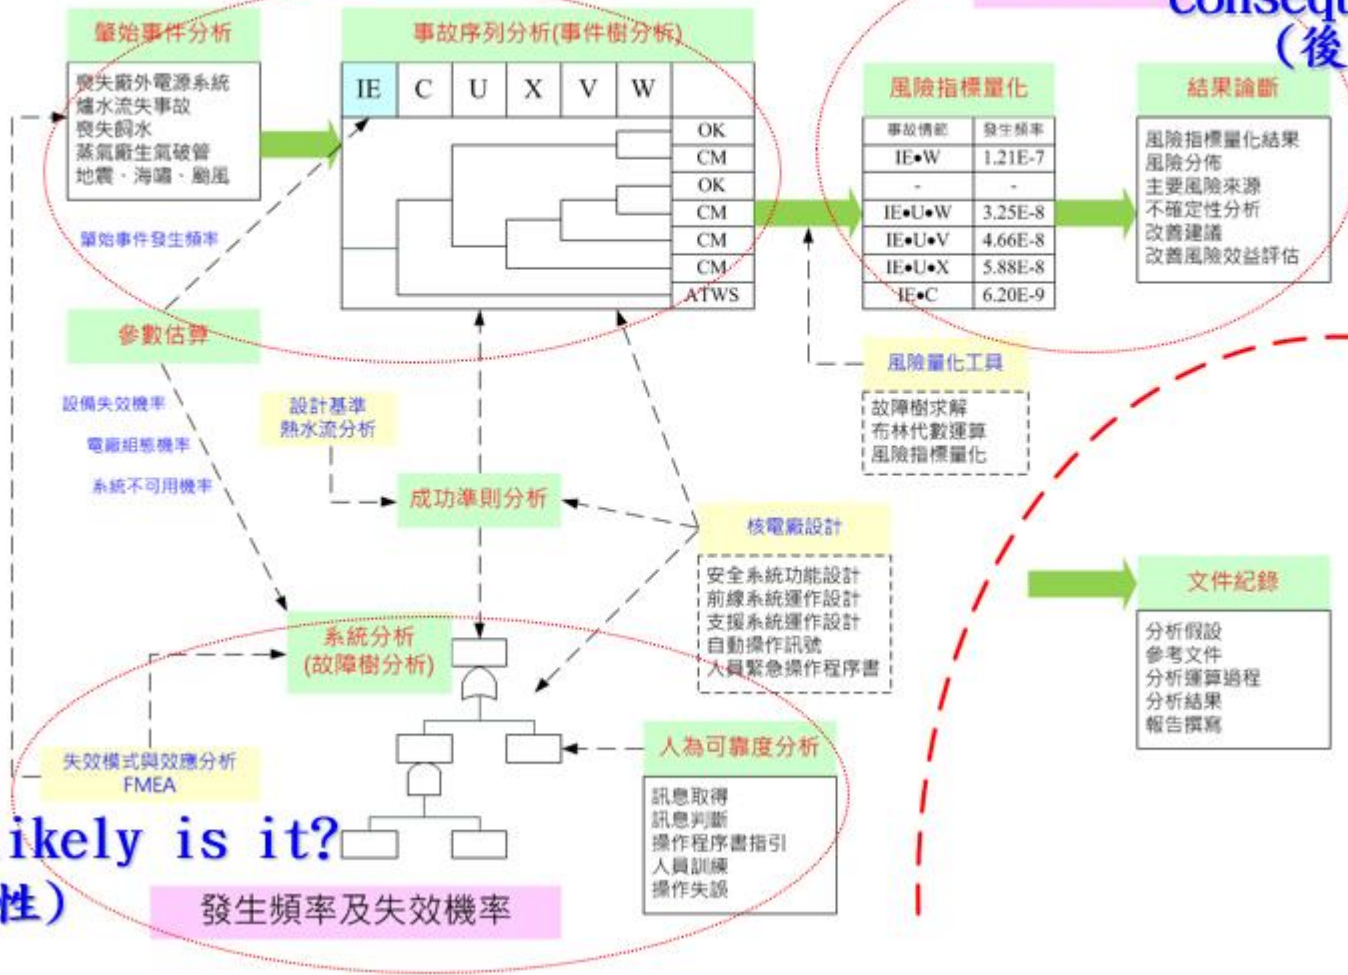 consequ
(後
肇始事件分析
喪失廠外電源系統
爐水流失事故
喪失飼水
蒸氣廠生氣破管
地震、海嘯、颱風
肇始事件發生頻率
事故序列分析(事件樹分析)
IE C U X V W
OK
CM
OK
CM
CM
CM
ATWS
風險指標量化
事故情節 發生頻率
IE●W 1.21E-7
- -
IE●U●W 3.25E-8
IE●U●V 4.66E-8
IE●U●X 5.88E-8
IE●C 6.20E-9
結果論斷
風險指標量化結果
風險分佈
主要風險來源
不確定性分析
改善建議
改善風險效益評估
參數估算
設備失效機率
電廠組態機率
系統不可用機率
設計基準
熱水流分析
成功準則分析
風險量化工具
故障樹求解
布林代數運算
風險指標量化
核電廠設計
安全系統功能設計
前線系統運作設計
支援系統運作設計
自動操作訊號
人員緊急操作程序書
文件紀錄
分析假設
參考文件
分析運算過程
分析結果
報告撰寫
系統分析
(故障樹分析)
失效模式與效應分析
FMEA
人為可靠度分析
訊息取得
訊息判斷
操作程序書指引
人員訓練
操作失誤
ikely is it?
性)
發生頻率及失效機率